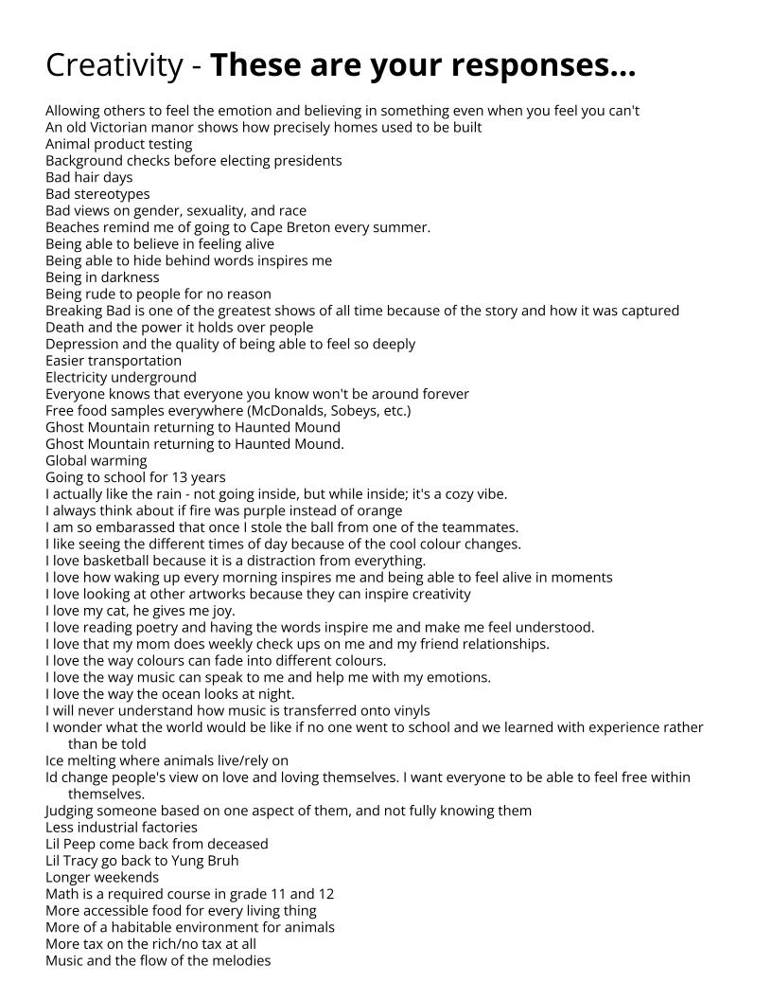 Creativity - These are your responses...
Allowing others to feel the emotion and believing in something even when you feel you can't
An old Victorian manor shows how precisely homes used to be built
Animal product testing
Background checks before electing presidents
Bad hair days
Bad stereotypes
Bad views on gender, sexuality, and race
Beaches remind me of going to Cape Breton every summer.
Being able to believe in feeling alive
Being able to hide behind words inspires me
Being in darkness
Being rude to people for no reason
Breaking Bad is one of the greatest shows of all time because of the story and how it was captured
Death and the power it holds over people
Depression and the quality of being able to feel so deeply
Easier transportation
Electricity underground
Everyone knows that everyone you know won't be around forever
Free food samples everywhere (McDonalds, Sobeys, etc.)
Ghost Mountain returning to Haunted Mound
Ghost Mountain returning to Haunted Mound.
Global warming
Going to school for 13 years
I actually like the rain - not going inside, but while inside; it's a cozy vibe.
I always think about if fire was purple instead of orange
I am so embarassed that once I stole the ball from one of the teammates.
I like seeing the different times of day because of the cool colour changes.
I love basketball because it is a distraction from everything.
I love how waking up every morning inspires me and being able to feel alive in moments
I love looking at other artworks because they can inspire creativity
I love my cat, he gives me joy.
I love reading poetry and having the words inspire me and make me feel understood.
I love that my mom does weekly check ups on me and my friend relationships.
I love the way colours can fade into different colours.
I love the way music can speak to me and help me with my emotions.
I love the way the ocean looks at night.
I will never understand how music is transferred onto vinyls
I wonder what the world would be like if no one went to school and we learned with experience rather
than be told
Ice melting where animals live/rely on
Id change people's view on love and loving themselves. I want everyone to be able to feel free within
themselves.
Judging someone based on one aspect of them, and not fully knowing them
Less industrial factories
Lil Peep come back from deceased
Lil Tracy go back to Yung Bruh
Longer weekends
Math is a required course in grade 11 and 12
More accessible food for every living thing
More of a habitable environment for animals
More tax on the rich/no tax at all
Music and the flow of the melodies